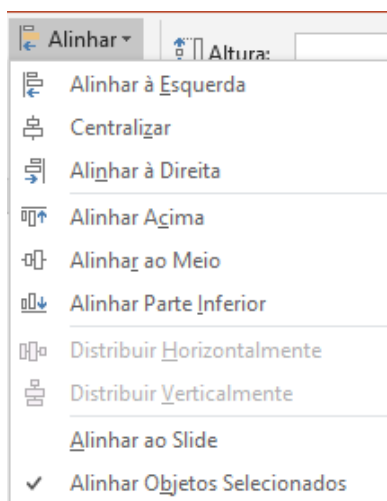 Alinhar
Altura:
Alinhar à Esquerda
Centralizar
Alinhar à Direita
Alinhar Acima
Alinhar ao Meio
Alinhar Parte Inferior
Distribuir Horizontalmente
Distribuir Verticalmente
Alinhar ao Slide
Alinhar Objetos Selecionados